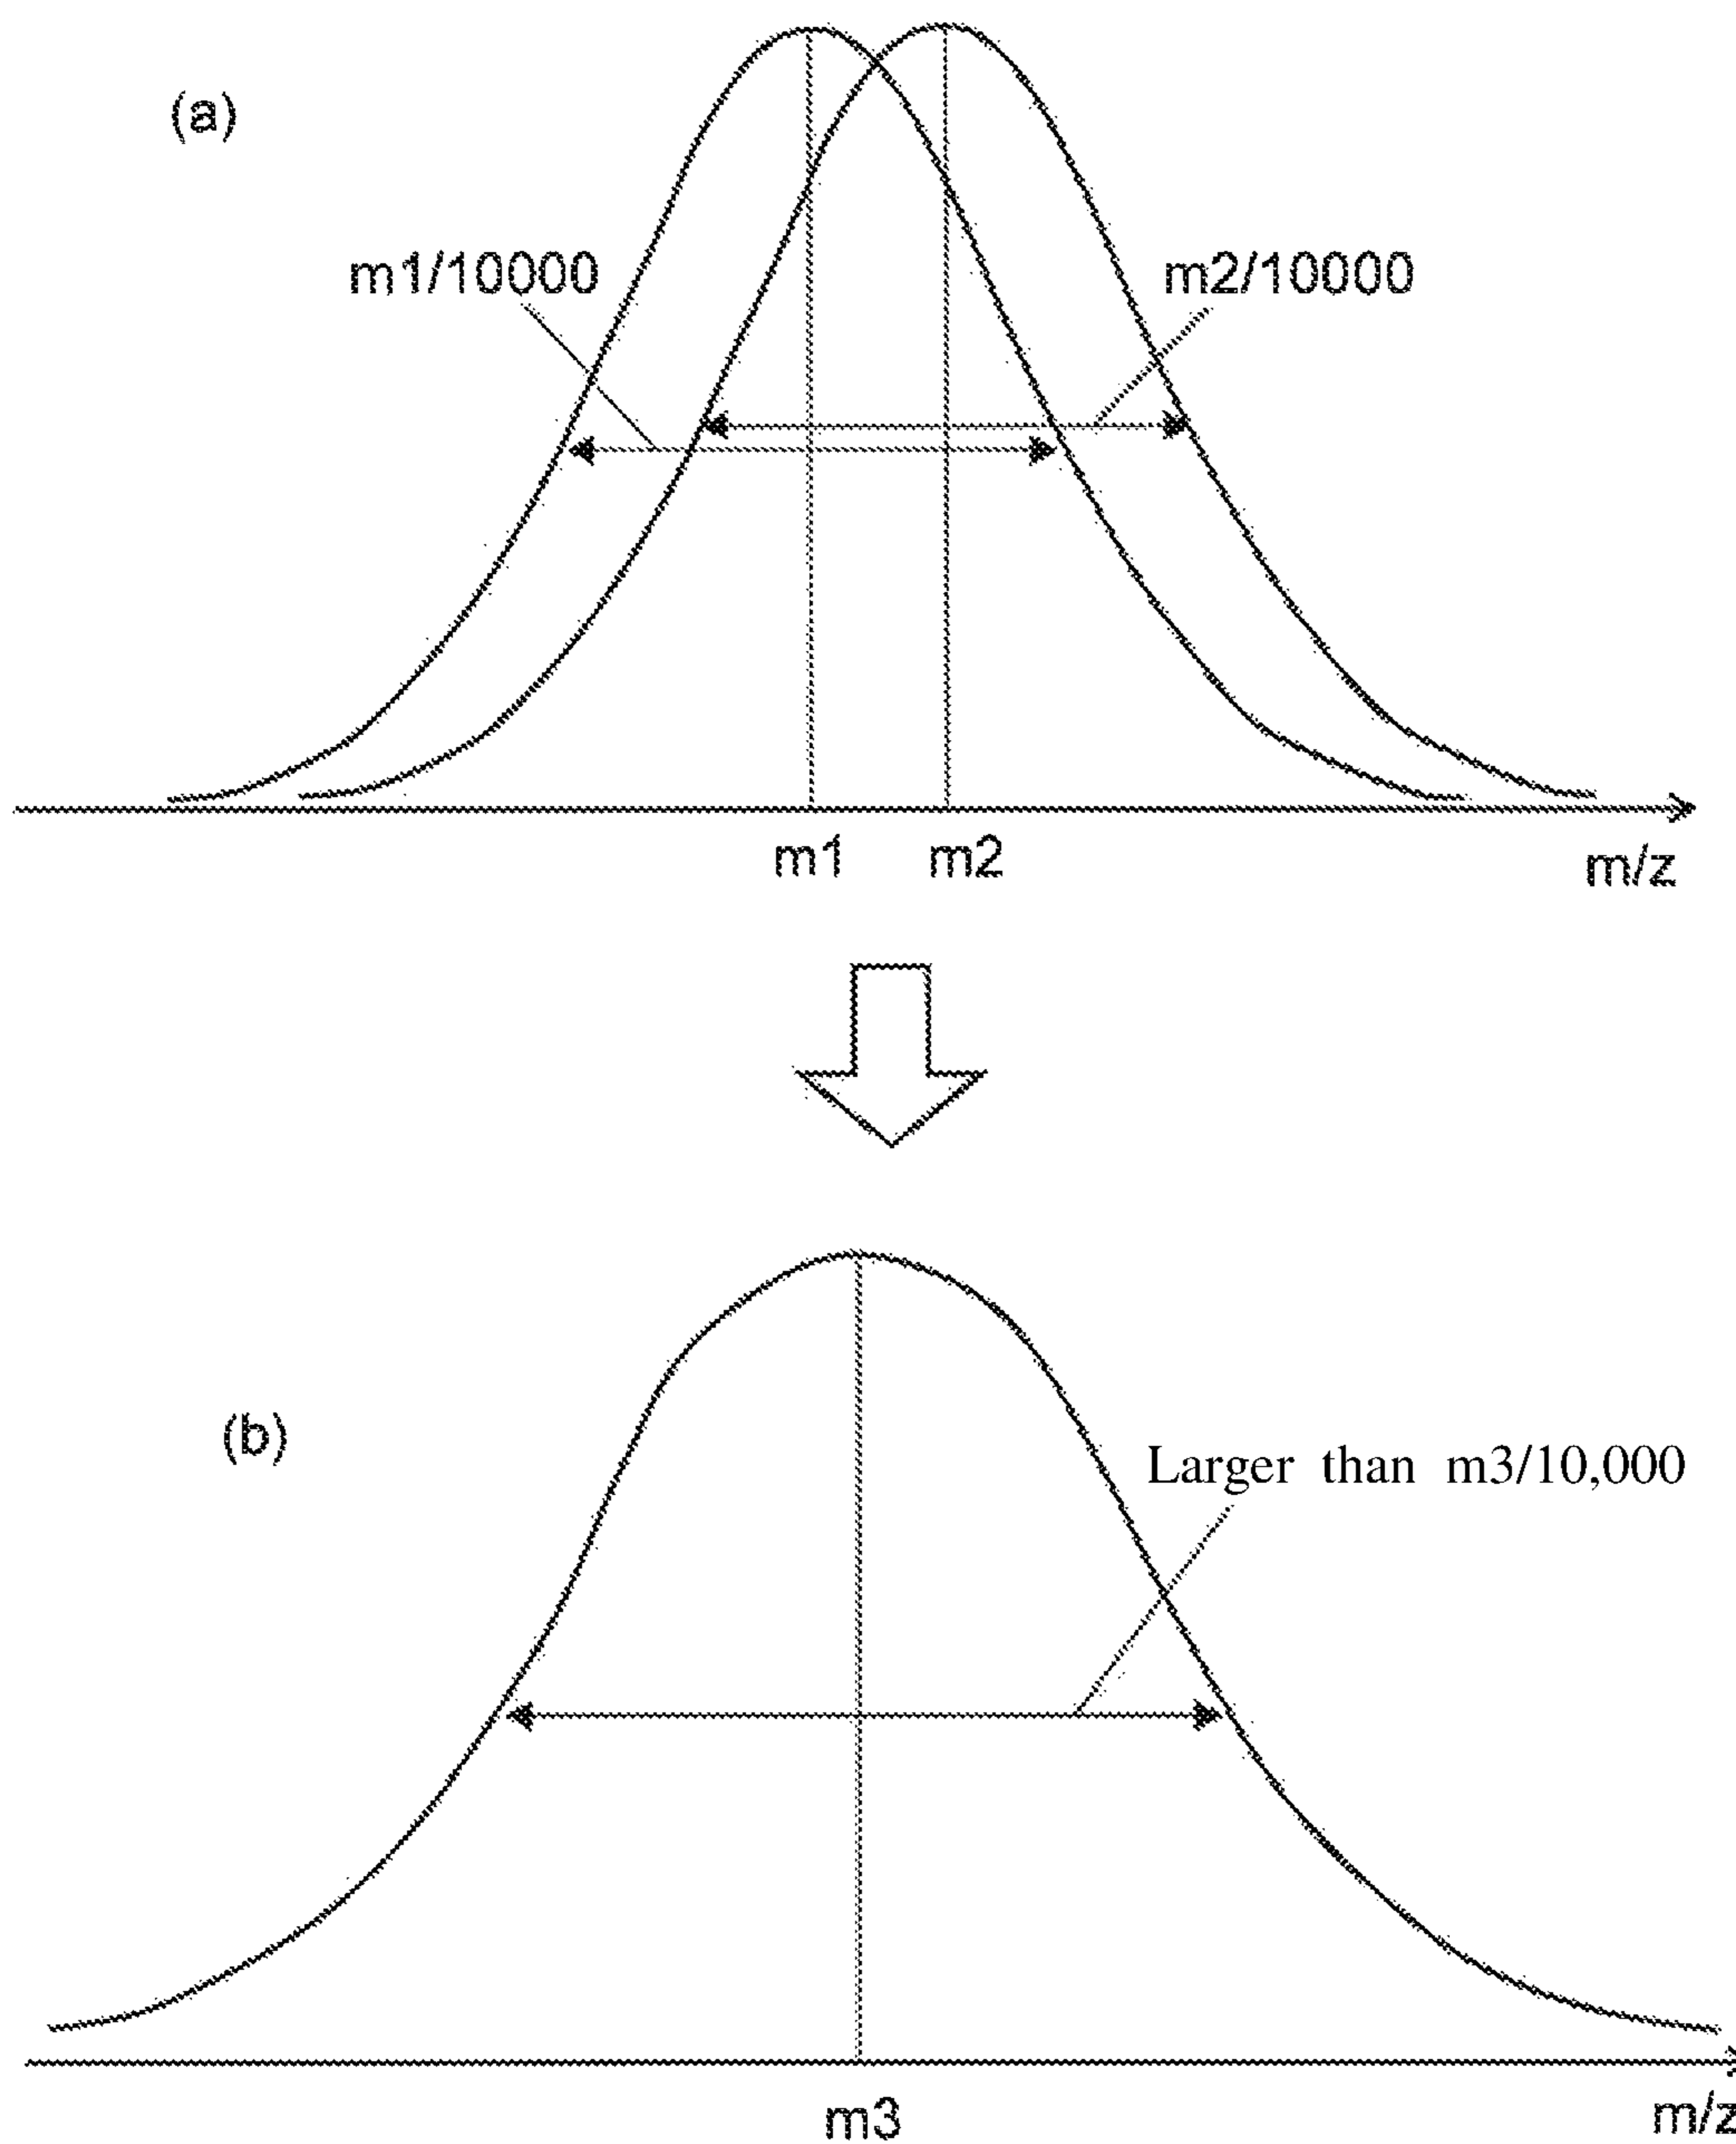 (a)
m1/10000
m2/10000
m1
m2
m/z
(b)
Larger than m3/10,000
m3
m/z